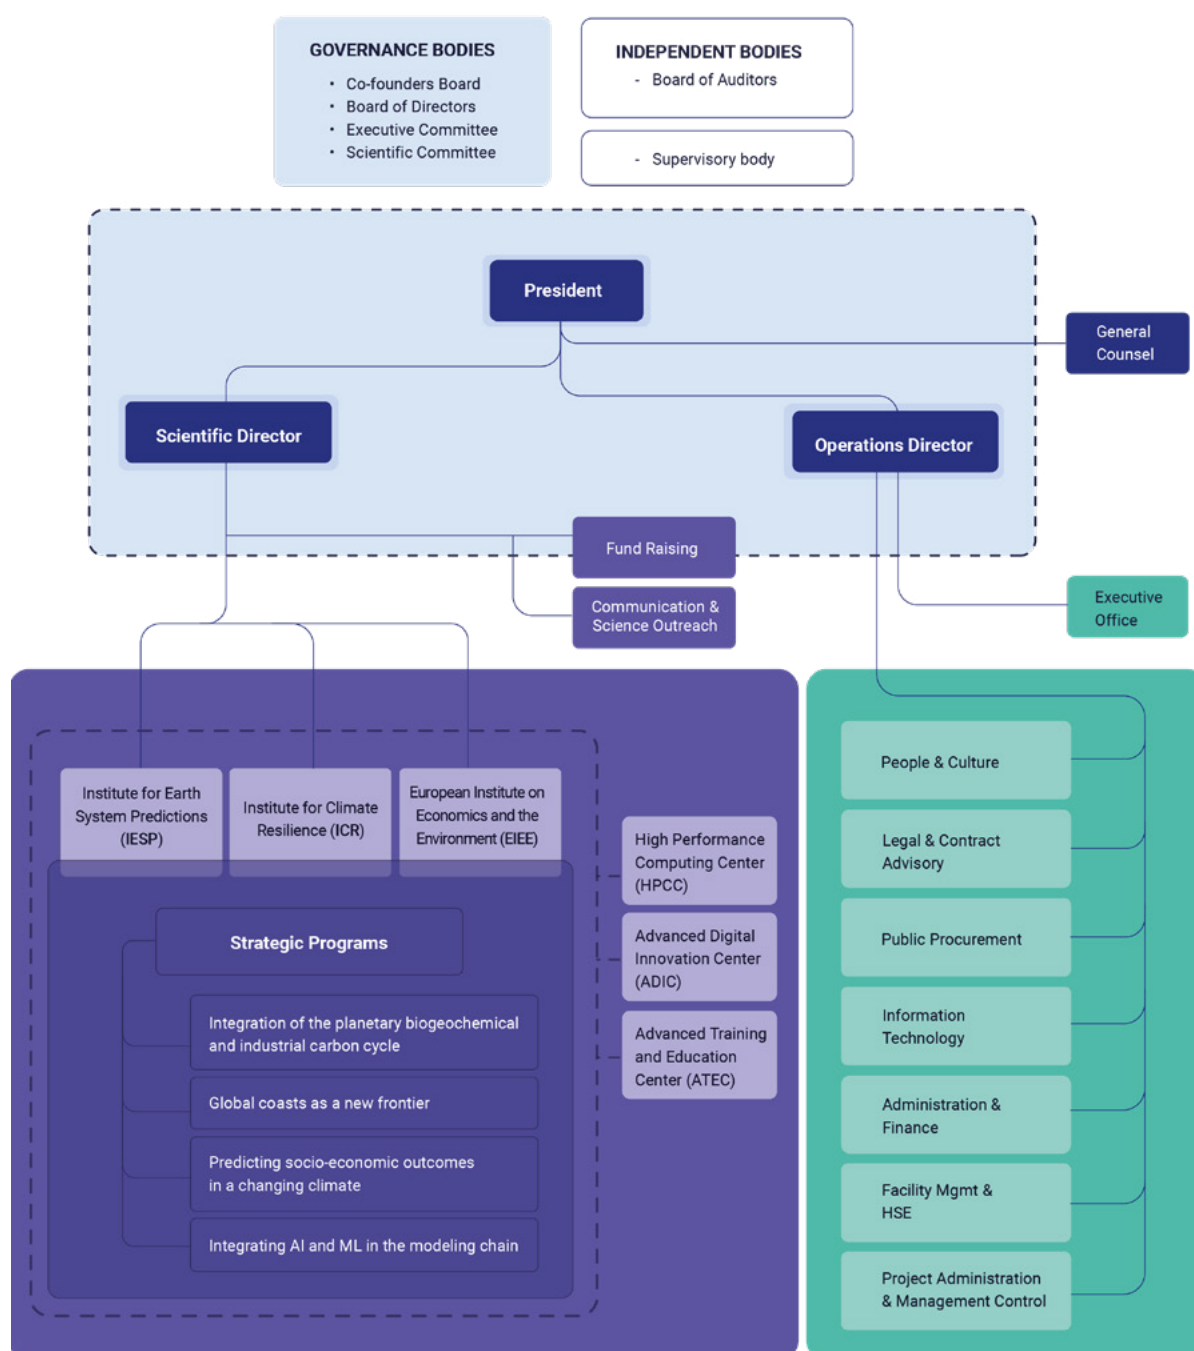 GOVERNANCE BODIES
• Co-founders Board
• Board of Directors
• Executive Committee
• Scientific Committee
INDEPENDENT BODIES
- Board of Auditors
- Supervisory body
President
General
Counsel
Scientific Director
Operations Director
Fund Raising
Communication &
Science Outreach
Executive
Office
Institute for Earth
System Predictions
(IESP)
Institute for Climate
Resilience (ICR)
European Institute on
Economics and the
Environment (EIEE)
High Performance
Computing Center
(HPCC)
Advanced Digital
Innovation Center
(ADIC)
Advanced Training
and Education
Center (ATEC)
Strategic Programs
Integration of the planetary biogeochemical
and industrial carbon cycle
Global coasts as a new frontier
Predicting socio-economic outcomes
in a changing climate
Integrating AI and ML in the modeling chain
People & Culture
Legal & Contract
Advisory
Public Procurement
Information
Technology
Administration &
Finance
Facility Mgmt &
HSE
Project Administration
& Management Control